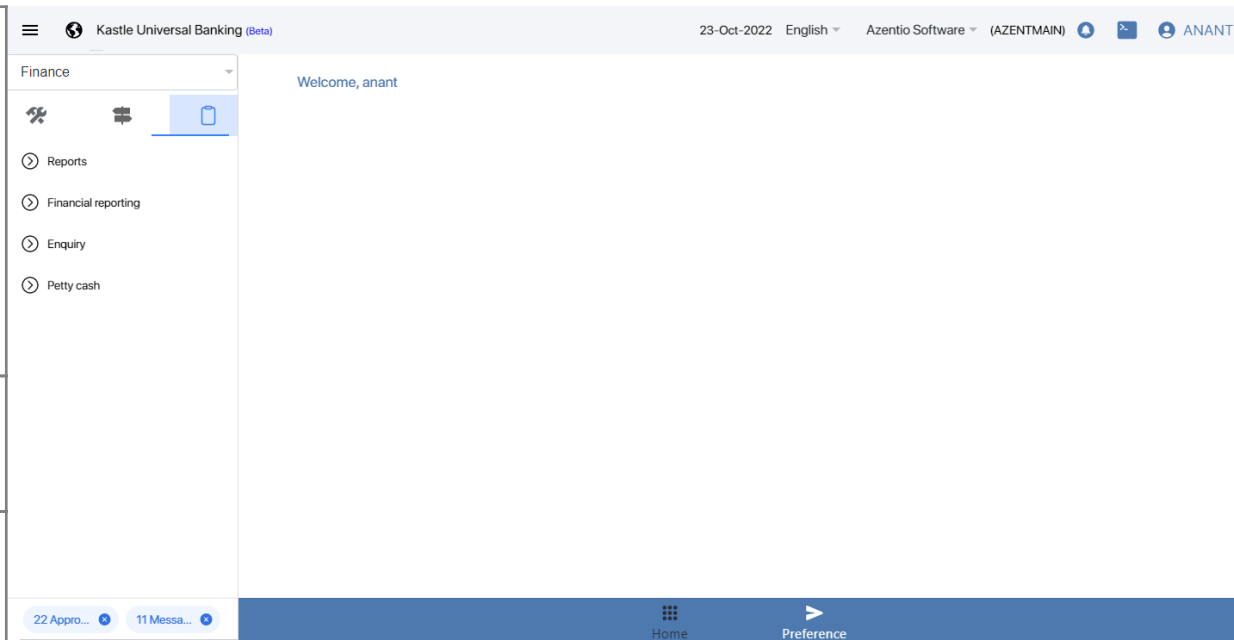 Kastle Universal Banking (Beta)
23-Oct-2022 English Azentio Software (AZENTMAIN) ANANT
Finance
Welcome, anant
Reports
Financial reporting
Enquiry
Petty cash
22 Appro... 11 Messa...
Home Preference